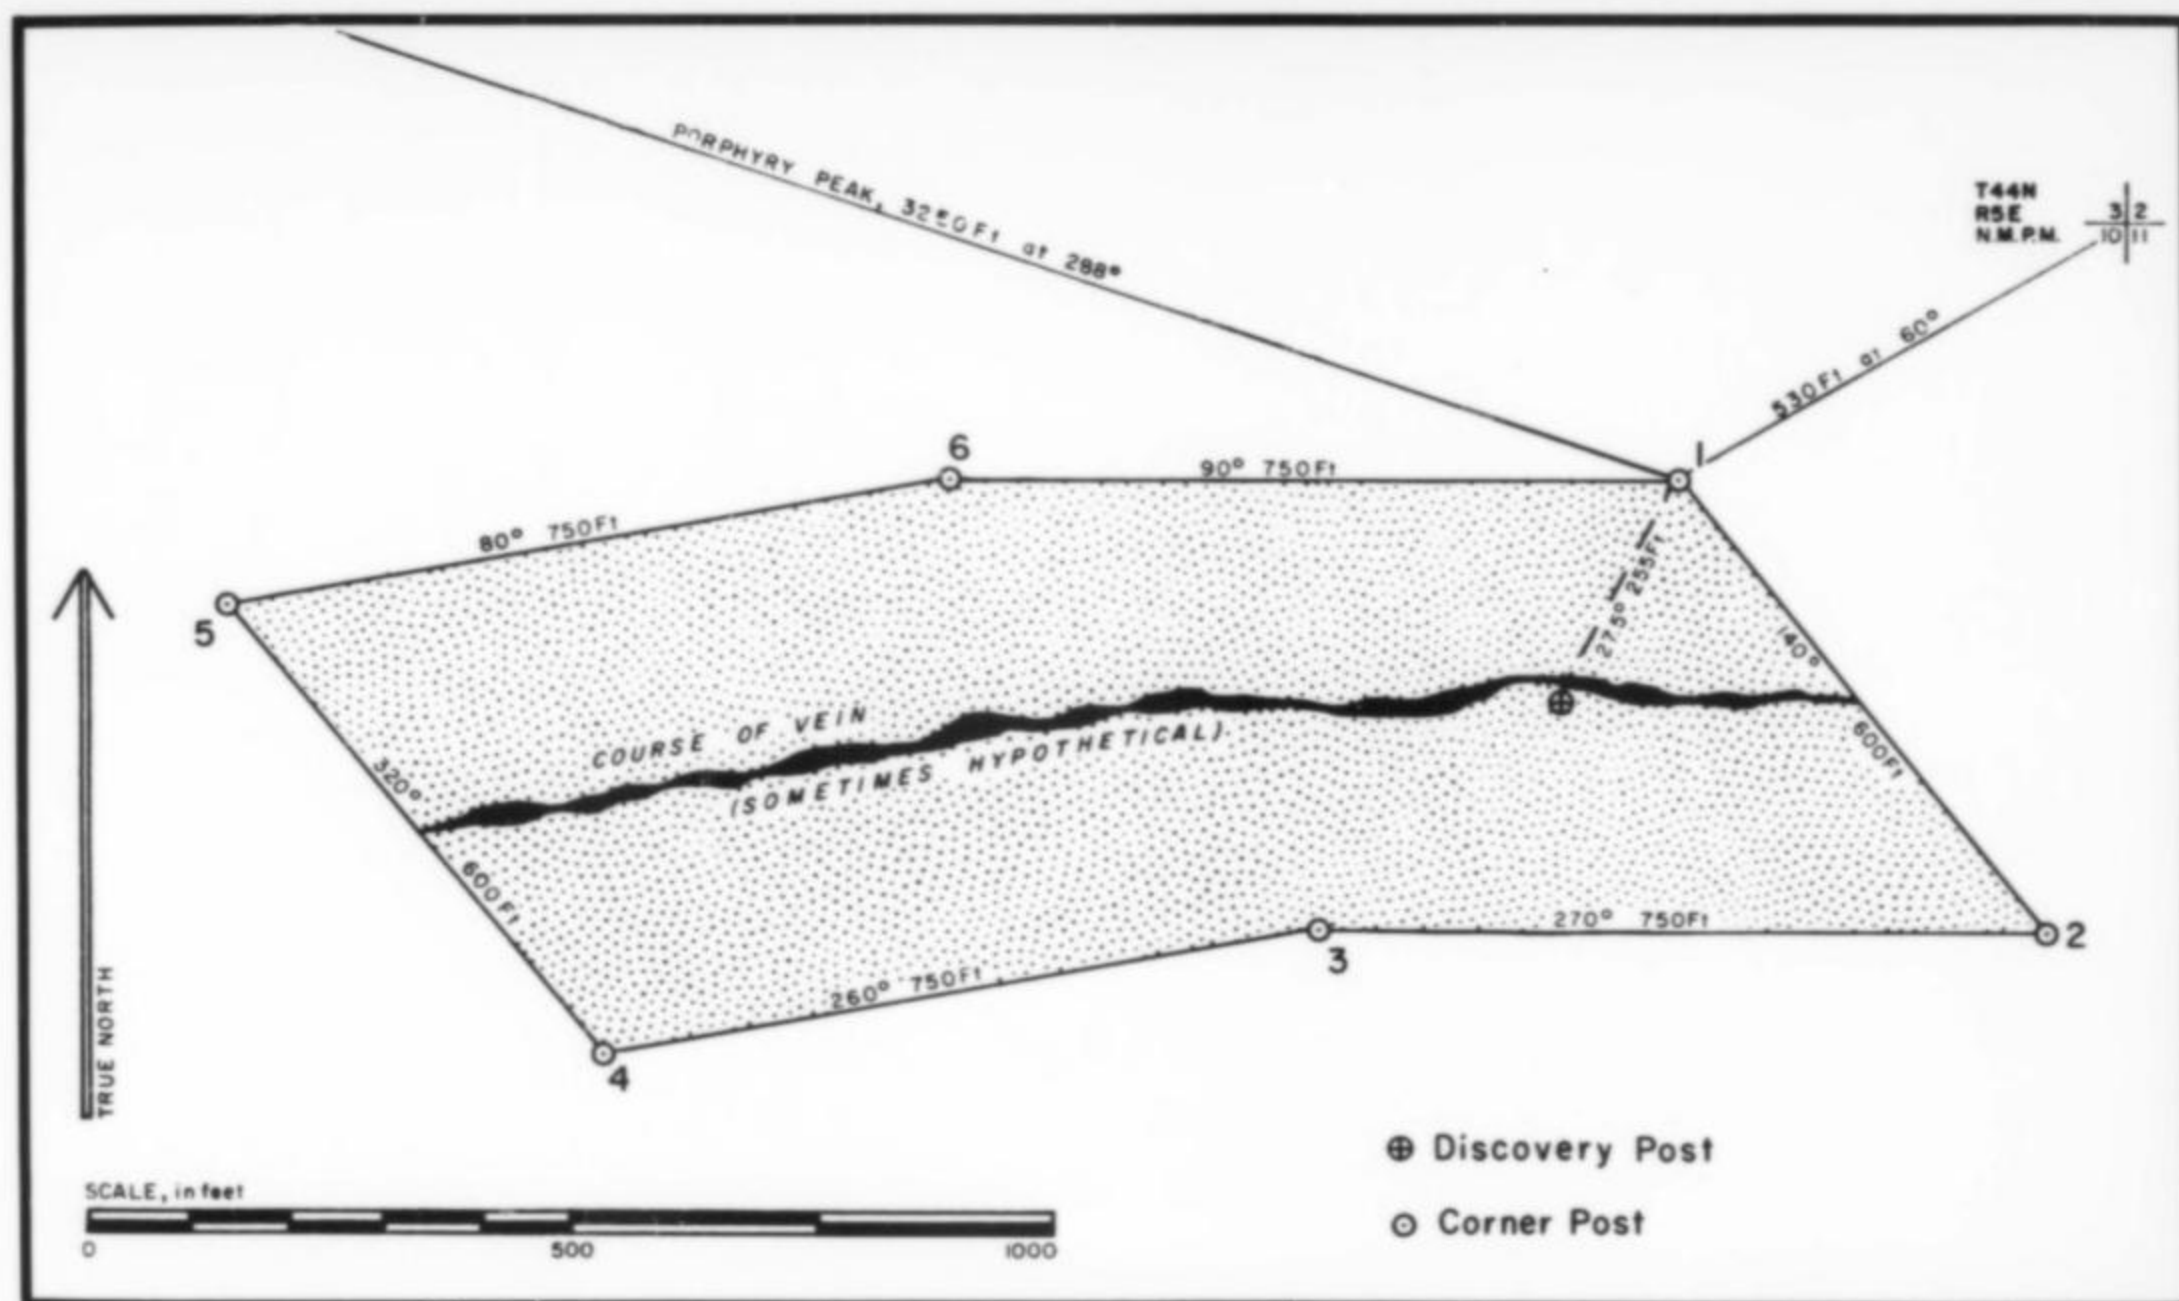 PORPHYRY PEAK, 3250Ft at 288°
T44N
R5E
N.M.P.M.
3 2
10 11
530Ft at 60°
6
1
90° 750Ft
80° 750Ft
5
275° 255Ft
140°
600Ft
COURSE OF VEIN
(SOMETIMES HYPOTHETICAL)
320°
600Ft
270° 750Ft
2
3
260° 750Ft
4
TRUE NORTH
Discovery Post
SCALE, in feet
Corner Post
0 500 1000